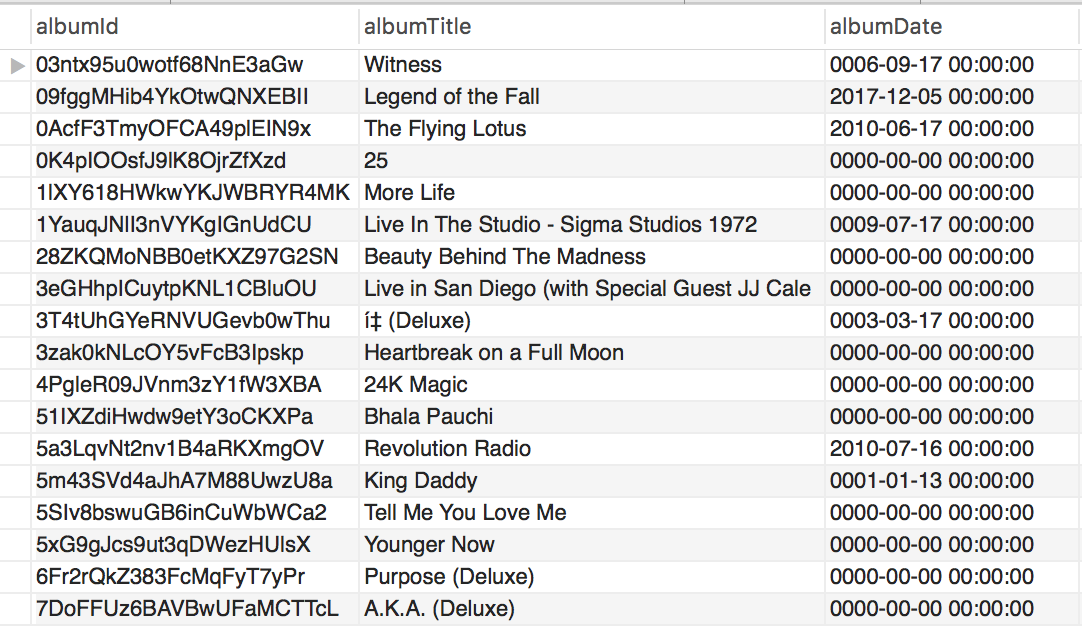 albumId albumTitle albumDate
03ntx95u0wotf68NnE3aGw Witness 0006-09-17 00:00:00
09fggMHib4YkOtwQNXEBII Legend of the Fall 2017-12-05 00:00:00
0AcfF3TmyOFCA49plEIN9x The Flying Lotus 2010-06-17 00:00:00
0K4pIOOsfJ9lK8OjrZfXzd 25 0000-00-00 00:00:00
1lXY618HWkwYKJWBRYR4MK More Life 0000-00-00 00:00:00
1YauqJNlI3nVYKgIGnUdCU Live In The Studio - Sigma Studios 1972 0009-07-17 00:00:00
28ZKQMoNBB0etKXZ97G2SN Beauty Behind The Madness 0000-00-00 00:00:00
3eGHhpICuytpKNL1CBluOU Live in San Diego (with Special Guest JJ Cale 0000-00-00 00:00:00
3T4tUhGYeRNVUGevb0wThu í‡ (Deluxe) 0003-03-17 00:00:00
3zak0kNLcOY5vFcB3Ipskp Heartbreak on a Full Moon 0000-00-00 00:00:00
4PgleR09JVnm3zY1fW3XBA 24K Magic 0000-00-00 00:00:00
51IXZdiHwdw9etY3oCKXPa Bhala Pauchi 0000-00-00 00:00:00
5a3LqvNt2nv1B4aRKXmgOV Revolution Radio 2010-07-16 00:00:00
5m43SVd4aJhA7M88UwzU8a King Daddy 0001-01-13 00:00:00
5SIv8bswuGB6inCuWbWCa2 Tell Me You Love Me 0000-00-00 00:00:00
5xG9gJcs9ut3qDWezHUlsX Younger Now 0000-00-00 00:00:00
6Fr2rQkZ383FcMqFyT7yPr Purpose (Deluxe) 0000-00-00 00:00:00
7DoFFUz6BAVBwUFaMCTTcL A.K.A. (Deluxe) 0000-00-00 00:00:00